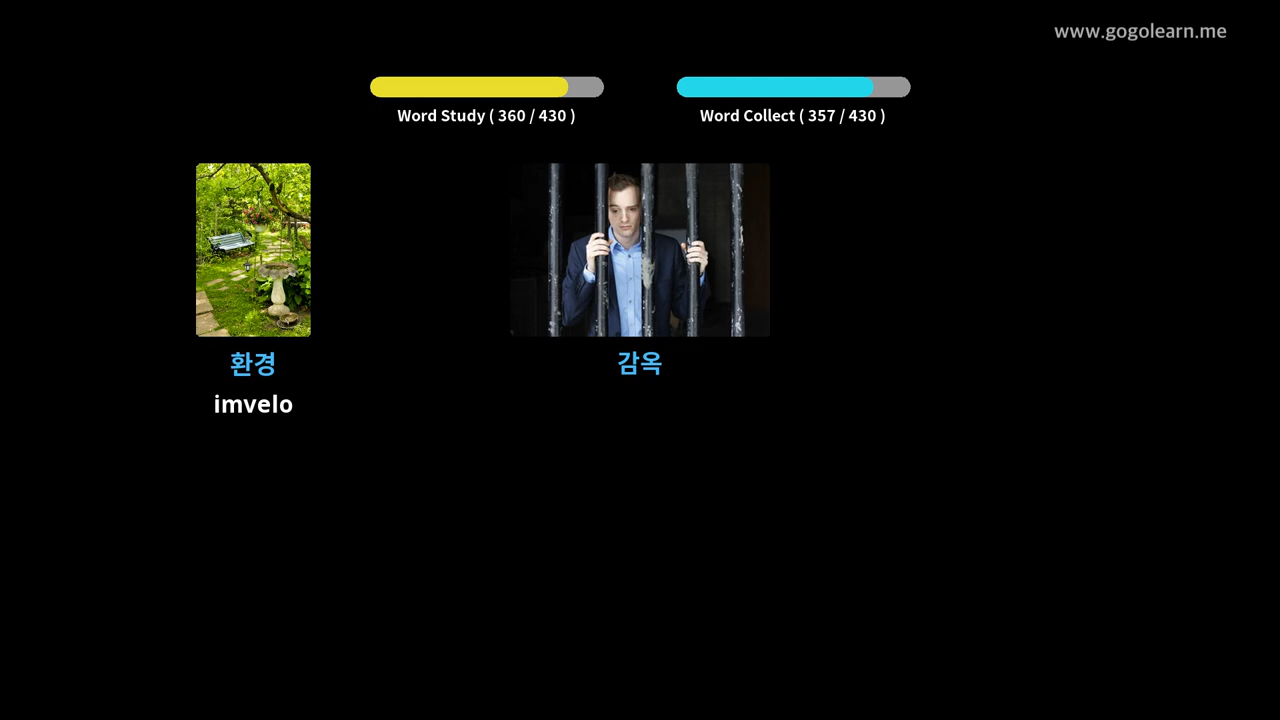 www.gogolearn.me
Word Study ( 360 / 430 )
Word Collect ( 357 / 430 )
환경
imvelo
감옥